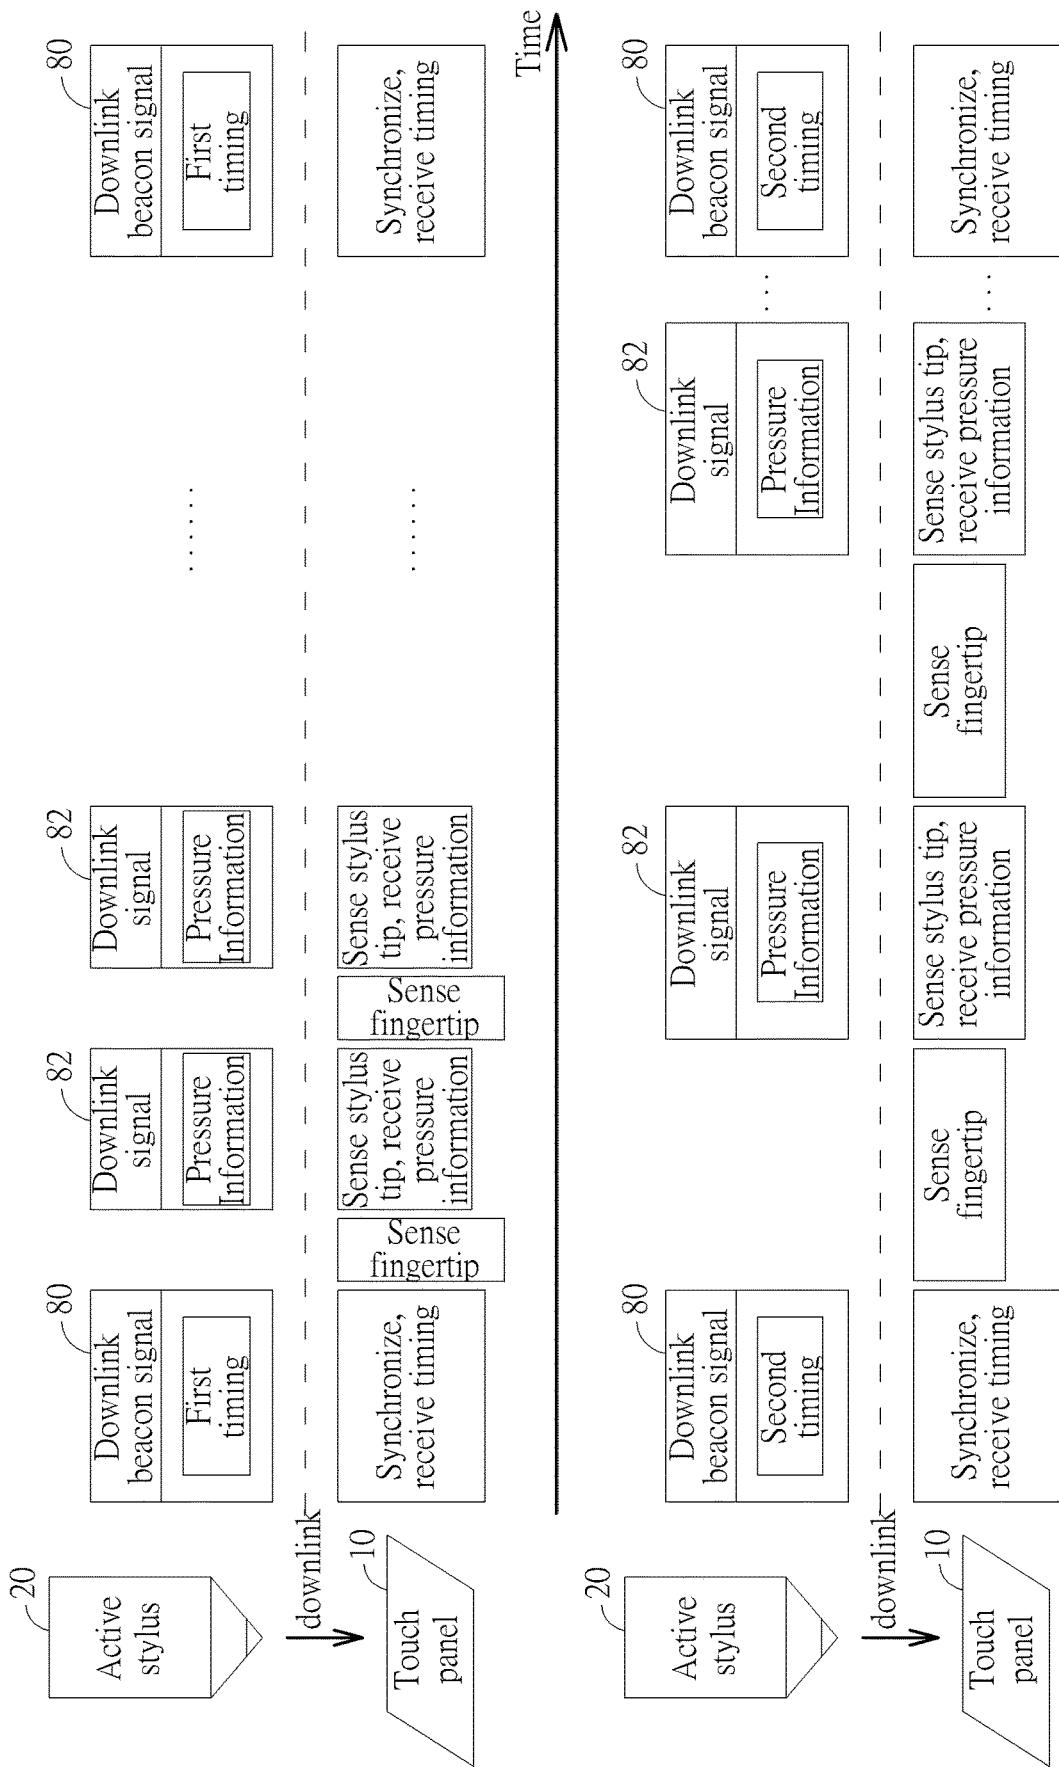 20
Active
stylus
downlink
10
Touch
panel
80
Downlink
beacon signal
First
timing
Synchronize,
receive timing
Sense
fingertip
82
Downlink
signal
Pressure
Information
Sense stylus
tip, receive
pressure
information
Sense
fingertip
82
Downlink
signal
Pressure
Information
Sense stylus
tip, receive
pressure
information
......
......
80
Downlink
beacon signal
First
timing
Synchronize,
receive timing
Time
20
Active
stylus
downlink
10
Touch
panel
80
Downlink
beacon signal
Second
timing
Synchronize,
receive timing
Sense
fingertip
82
Downlink
signal
Pressure
Information
Sense stylus tip,
receive pressure
information
Sense
fingertip
82
Downlink
signal
Pressure
Information
Sense stylus tip,
receive pressure
information
...
...
80
Downlink
beacon signal
Second
timing
Synchronize,
receive timing